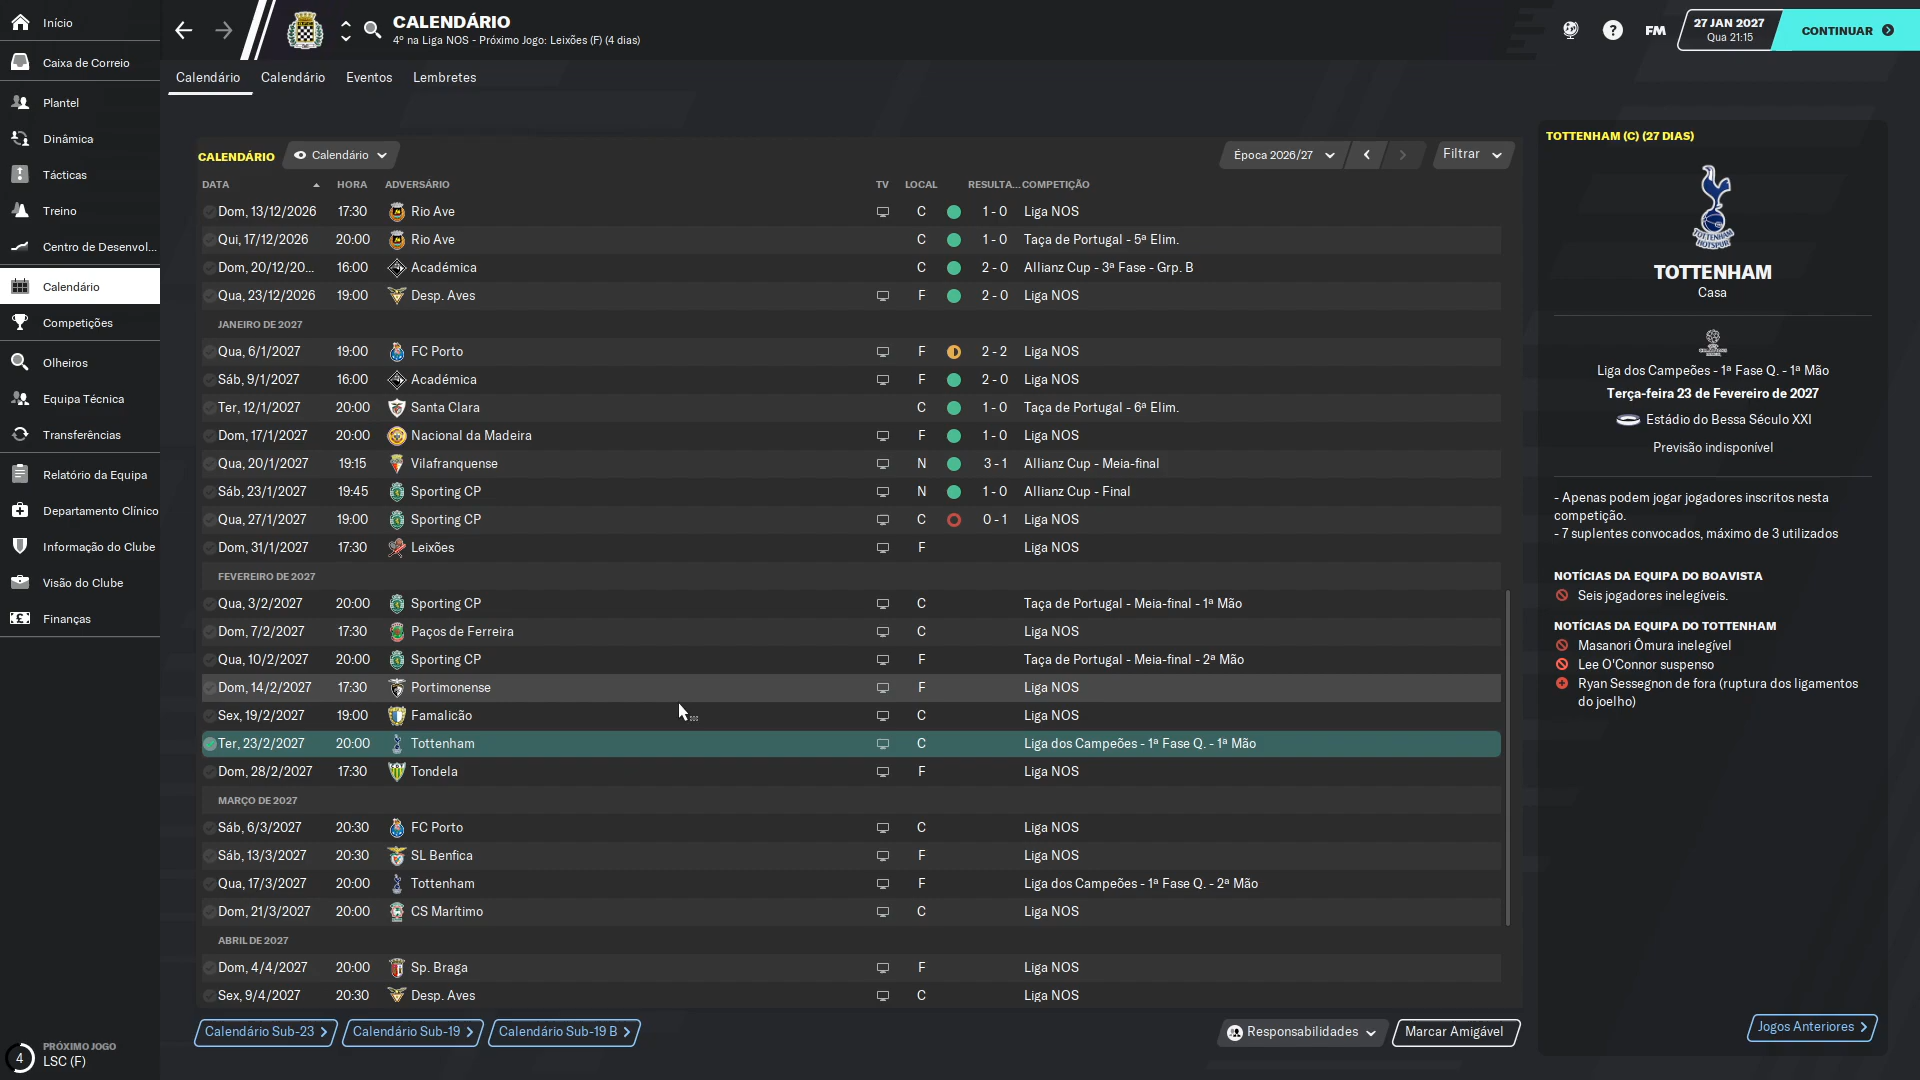 Início
Caixa de Correio
Plantel
Dinâmica
Tácticas
Treino
Centro de Desenvol...
Calendário
Competições
Olheiros
Equipa Técnica
Transferências
Relatório da Equipa
Departamento Clínico
Informação do Clube
Visão do Clube
Finanças
4 PRÓXIMO JOGO
LSC (F)
CALENDÁRIO
4º na Liga NOS - Próximo Jogo: Leixões (F) (4 dias)
? FM 27 JAN 2027 CONTINUAR
Qua 21:15
Calendário Calendário Eventos Lembretes
CALENDÁRIO Calendário Época 2026/27 Filtrar
DATA HORA ADVERSÁRIO TV LOCAL RESULTA... COMPETIÇÃO
Dom, 13/12/2026 17:30 Rio Ave C 1 - 0 Liga NOS
Qui, 17/12/2026 20:00 Rio Ave C 1 - 0 Taça de Portugal - 5ª Elim.
Dom, 20/12/20... 16:00 Académica C 2 - 0 Allianz Cup - 3ª Fase - Grp. B
Qua, 23/12/2026 19:00 Desp. Aves F 2 - 0 Liga NOS
JANEIRO DE 2027
Qua, 6/1/2027 19:00 FC Porto F 2 - 2 Liga NOS
Sáb, 9/1/2027 16:00 Académica F 2 - 0 Liga NOS
Ter, 12/1/2027 20:00 Santa Clara C 1 - 0 Taça de Portugal - 6ª Elim.
Dom, 17/1/2027 20:00 Nacional da Madeira F 1 - 0 Liga NOS
Qua, 20/1/2027 19:15 Vilafranquense N 3 - 1 Allianz Cup - Meia-final
Sáb, 23/1/2027 19:45 Sporting CP N 1 - 0 Allianz Cup - Final
Qua, 27/1/2027 19:00 Sporting CP C 0 - 1 Liga NOS
Dom, 31/1/2027 17:30 Leixões F Liga NOS
FEVEREIRO DE 2027
Qua, 3/2/2027 20:00 Sporting CP C Taça de Portugal - Meia-final - 1ª Mão
Dom, 7/2/2027 17:30 Paços de Ferreira C Liga NOS
Qua, 10/2/2027 20:00 Sporting CP F Taça de Portugal - Meia-final - 2ª Mão
Dom, 14/2/2027 17:30 Portimonense F Liga NOS
Sex, 19/2/2027 19:00 Famalicão C Liga NOS
Ter, 23/2/2027 20:00 Tottenham C Liga dos Campeões - 1ª Fase Q. - 1ª Mão
Dom, 28/2/2027 17:30 Tondela F Liga NOS
MARÇO DE 2027
Sáb, 6/3/2027 20:30 FC Porto C Liga NOS
Sáb, 13/3/2027 20:30 SL Benfica F Liga NOS
Qua, 17/3/2027 20:00 Tottenham F Liga dos Campeões - 1ª Fase Q. - 2ª Mão
Dom, 21/3/2027 20:00 CS Marítimo C Liga NOS
ABRIL DE 2027
Dom, 4/4/2027 20:00 Sp. Braga F Liga NOS
Sex, 9/4/2027 20:30 Desp. Aves C Liga NOS
Calendário Sub-23 Calendário Sub-19 Calendário Sub-19 B Responsabilidades Marcar Amigável
TOTTENHAM (C) (27 DIAS)
TOTTENHAM HOTSPUR
TOTTENHAM
Casa
Liga dos Campeões - 1ª Fase Q. - 1ª Mão
Terça-feira 23 de Fevereiro de 2027
Estádio do Bessa Século XXI
Previsão indisponível
- Apenas podem jogar jogadores inscritos nesta
competição.
- 7 suplentes convocados, máximo de 3 utilizados
NOTÍCIAS DA EQUIPA DO BOAVISTA
Seis jogadores inelegíveis.
NOTÍCIAS DA EQUIPA DO TOTTENHAM
Masanori Ômura inelegível
Lee O'Connor suspenso
Ryan Sessegnon de fora (ruptura dos ligamentos
do joelho)
Jogos Anteriores